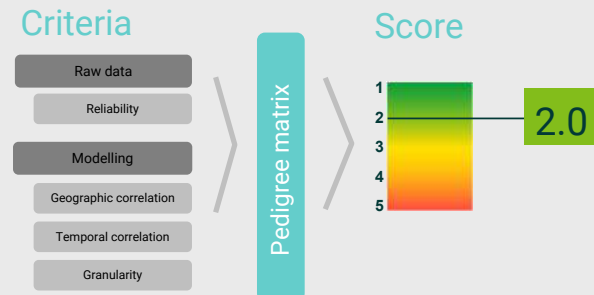 Criteria
Raw data
Reliability
Modelling
Geographic correlation
Temporal correlation
Granularity
Pedigree matrix
Score
1
2
3
4
5
2.0